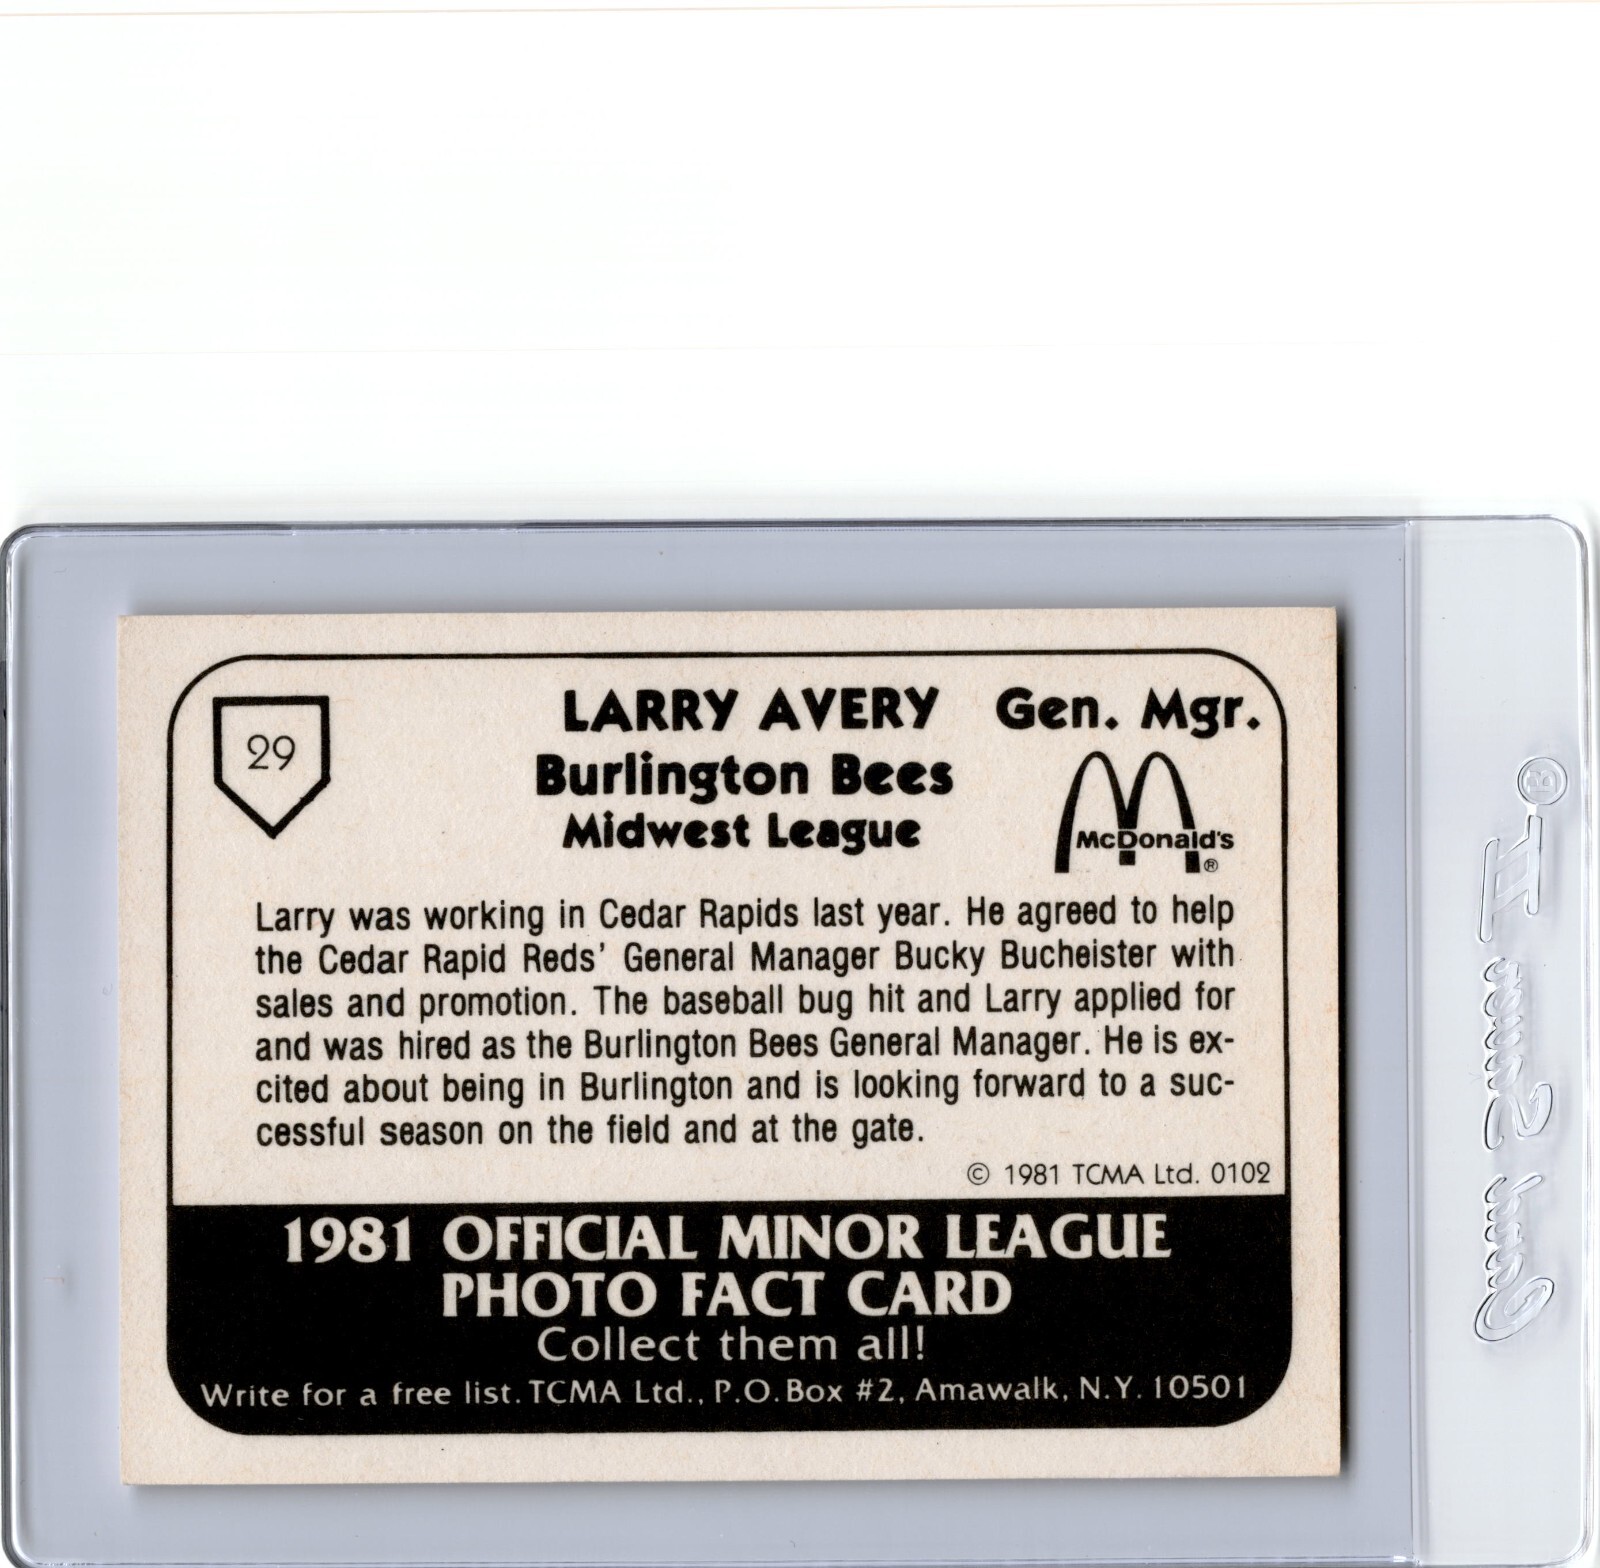 29
LARRY AVERY Gen. Mgr.
Burlington Bees
Midwest League
McDonald's
®
Larry was working in Cedar Rapids last year. He agreed to help
the Cedar Rapid Reds' General Manager Bucky Bucheister with
sales and promotion. The baseball bug hit and Larry applied for
and was hired as the Burlington Bees General Manager. He is ex-
cited about being in Burlington and is looking forward to a suc-
cessful season on the field and at the gate.
© 1981 TCMA Ltd. 0102
1981 OFFICIAL MINOR LEAGUE
PHOTO FACT CARD
Collect them all!
Write for a free list. TCMA Ltd., P.O. Box #2, Amawalk, N.Y. 10501
Card Saver II®